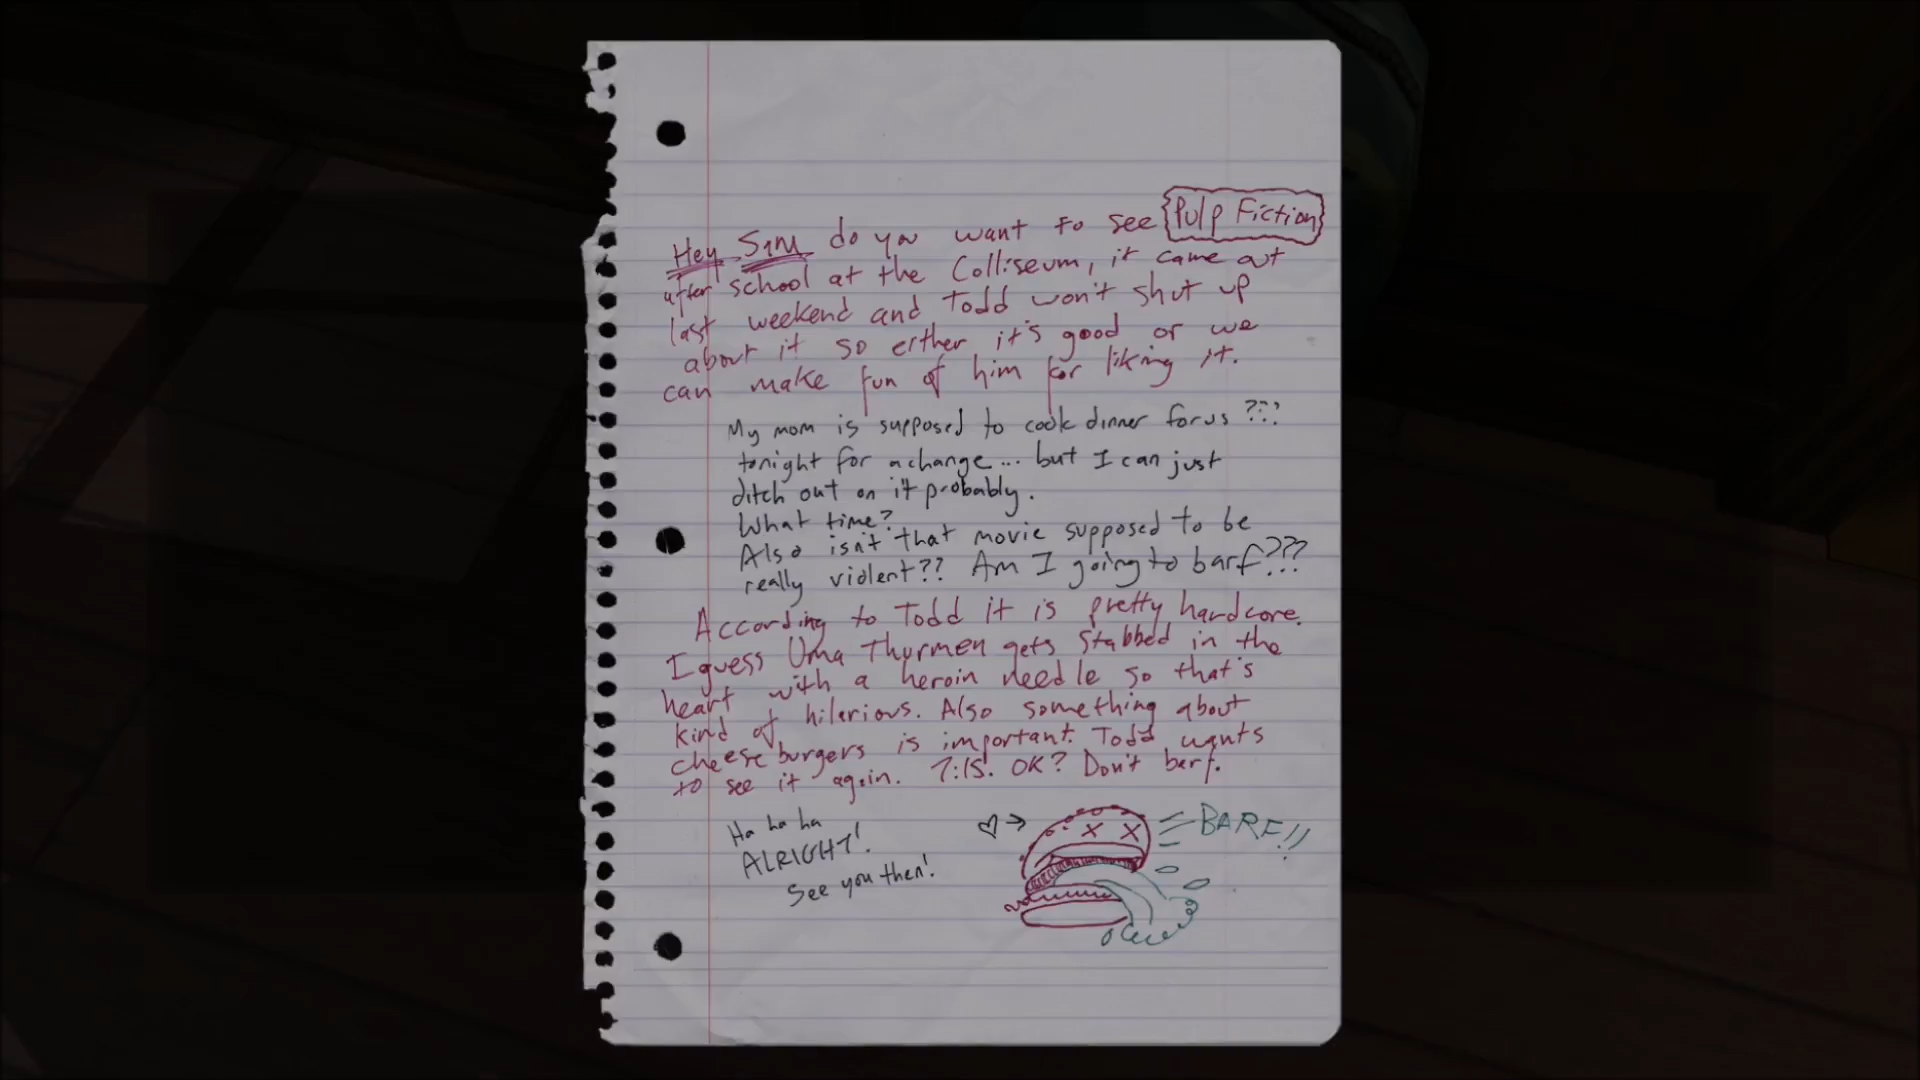 Hey Sam do you want to see Pulp Fiction
after school at the Colliseum, it came out
last weekend and Todd won't shut up
about it so either it's good or we
can make fun of him for liking it.
My mom is supposed to cook dinner for us ???
tonight for a change... but I can just
ditch out on it probably.
What time?
Also isn't that movie supposed to be
really violent?? Am I going to barf???
According to Todd it is pretty hardcore.
I guess Uma Thurmen gets stabbed in the
heart with a heroin needle so that's
kind of hilerious. Also something about
cheeseburgers is important. Todd wants
to see it again. 7:15. OK? Don't barf.
Ha ha ha
ALRIGHT!
See you then!
BARF!!